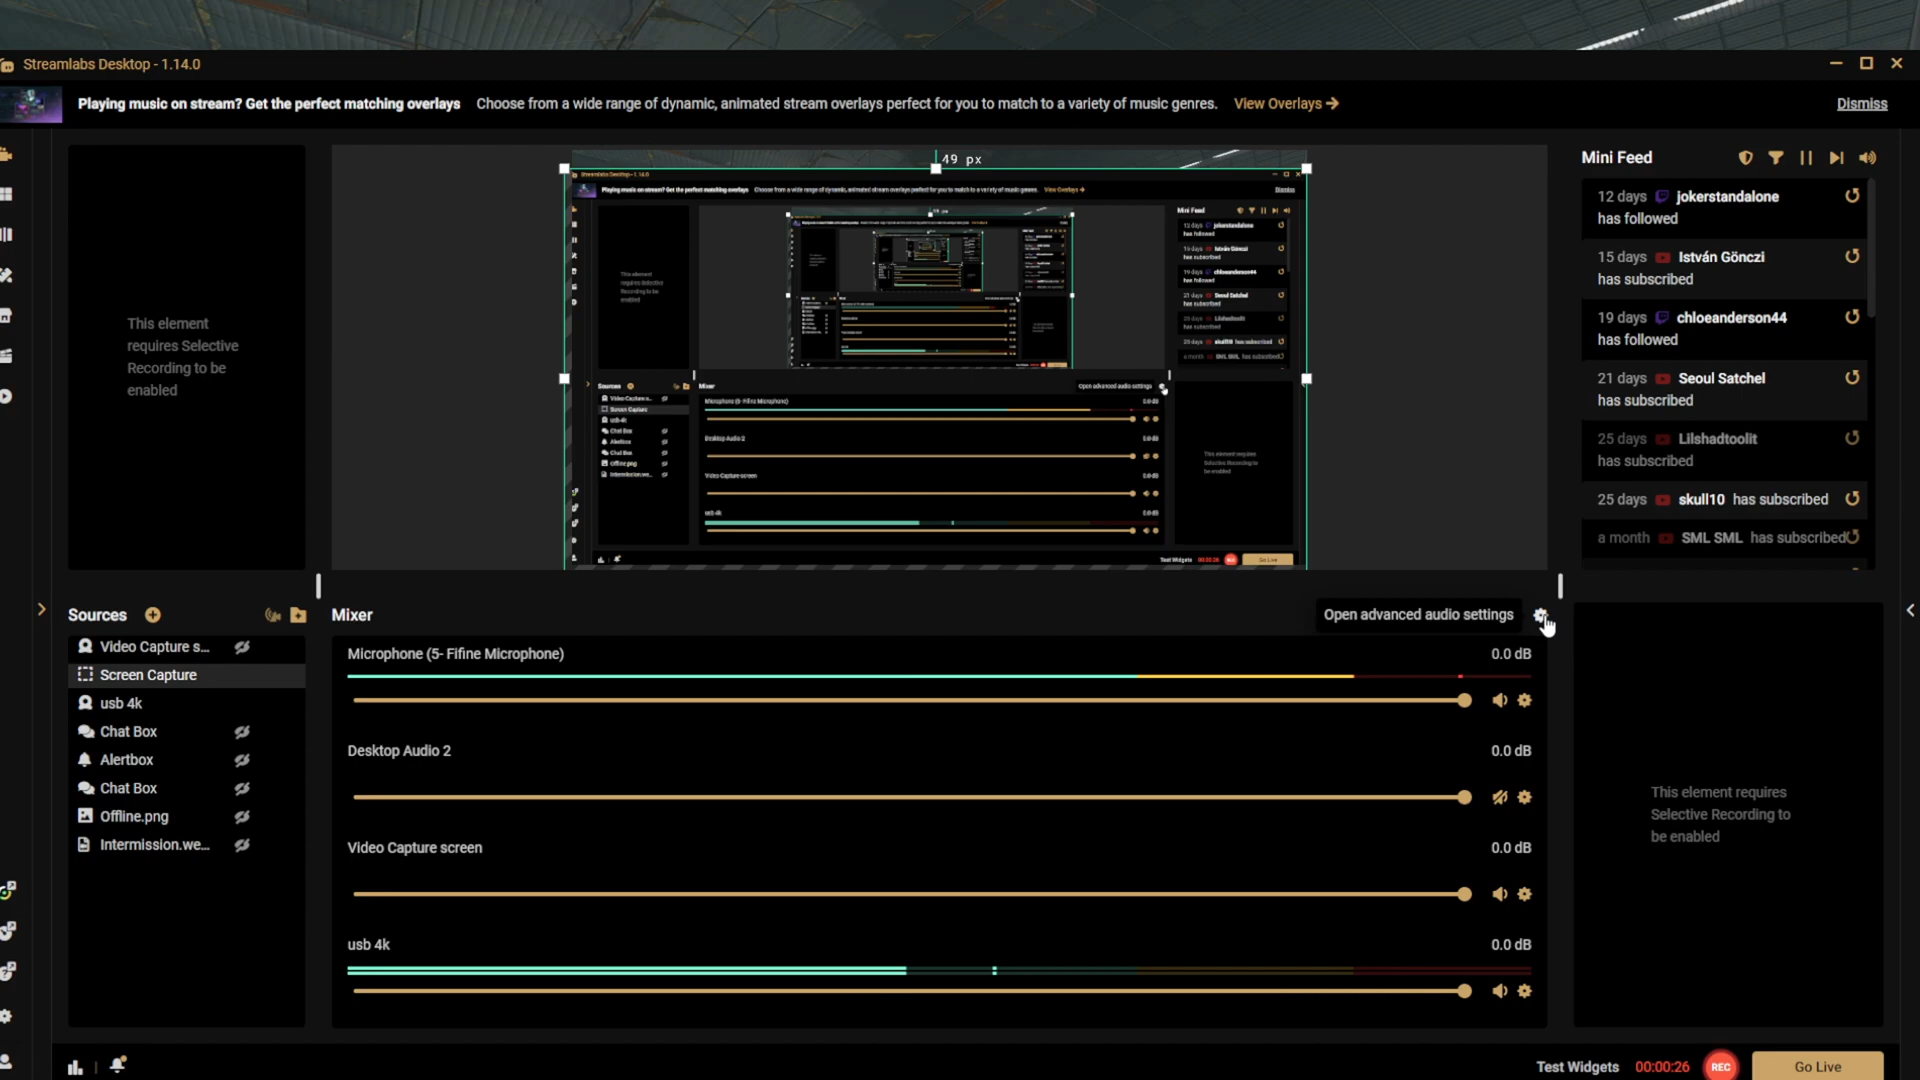 Streamlabs Desktop - 1.14.0
Playing music on stream? Get the perfect matching overlays Choose from a wide range of dynamic, animated stream overlays perfect for you to match to a variety of music genres. View Overlays → Dismiss
This element
requires Selective
Recording to be
enabled
49 px
Mini Feed
12 days jokerstandalone
has followed
15 days István Gönczi
has subscribed
19 days chloeanderson44
has followed
21 days Seoul Satchel
has subscribed
25 days Lilshadtoolit
has subscribed
25 days skull10 has subscribed
a month SML SML has subscribed
Sources
Video Capture s...
Screen Capture
usb 4k
Chat Box
Alertbox
Chat Box
Offline.png
Intermission.we...
Mixer
Open advanced audio settings
Microphone (5- Fifine Microphone) 0.0 dB
Desktop Audio 2 0.0 dB
Video Capture screen 0.0 dB
usb 4k 0.0 dB
This element requires
Selective Recording to
be enabled
Test Widgets 00:00:26 REC Go Live